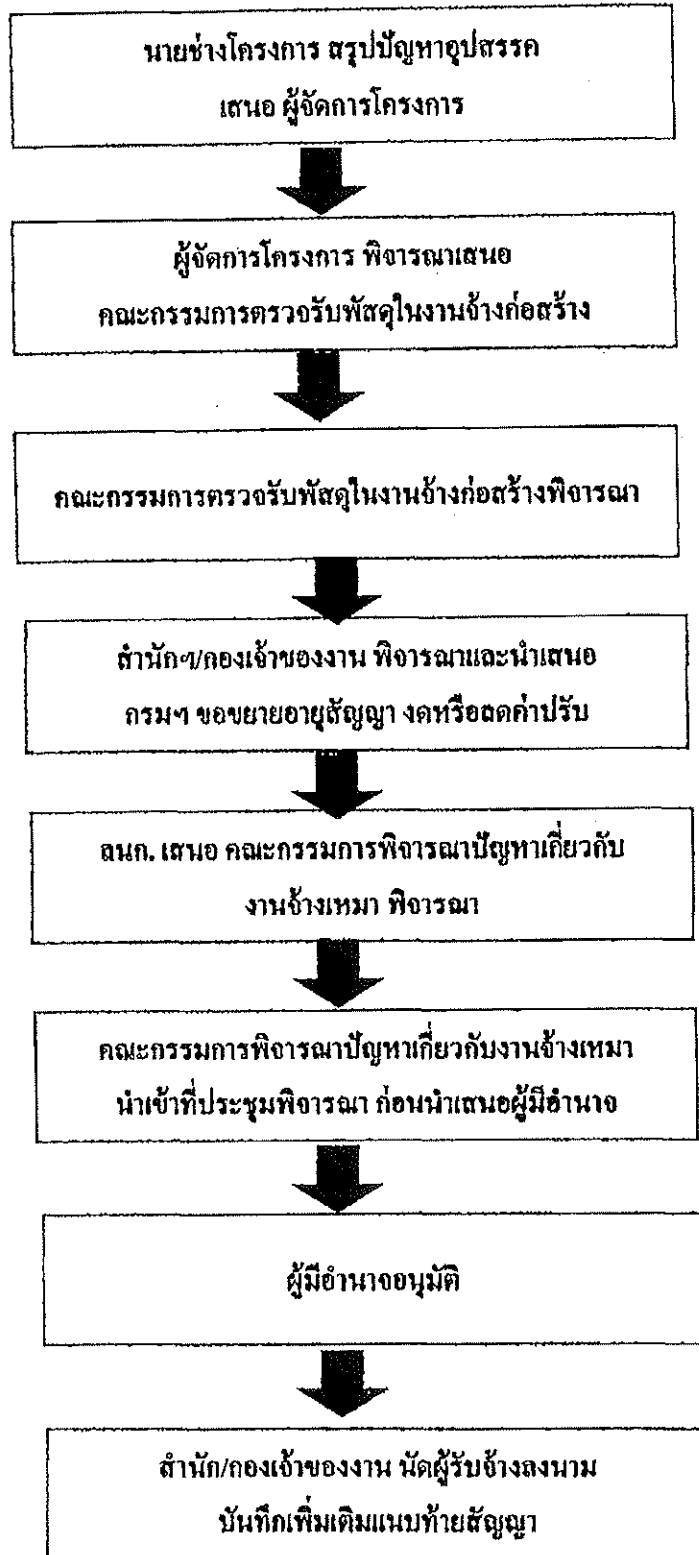 นายช่างโครงการ สรุปปัญหาอุปสรรค
เสนอ ผู้จัดการโครงการ
ผู้จัดการโครงการ พิจารณาเสนอ
คณะกรรมการตรวจรับพัสดุในงานจ้างก่อสร้าง
คณะกรรมการตรวจรับพัสดุในงานจ้างก่อสร้างพิจารณา
สำนักฯ/กองเจ้าของงาน พิจารณาและนำเสนอ
กรมฯ ขอขยายอายุสัญญา งดหรือลดค่าปรับ
ลนก. เสนอ คณะกรรมการพิจารณาปัญหาเกี่ยวกับ
งานจ้างเหมา พิจารณา
คณะกรรมการพิจารณาปัญหาเกี่ยวกับงานจ้างเหมา
นำเข้าที่ประชุมพิจารณา ก่อนนำเสนอผู้มีอำนาจ
ผู้มีอำนาจอนุมัติ
สำนัก/กองเจ้าของงาน นัดผู้รับจ้างลงนาม
บันทึกเพิ่มเติมแนบท้ายสัญญา